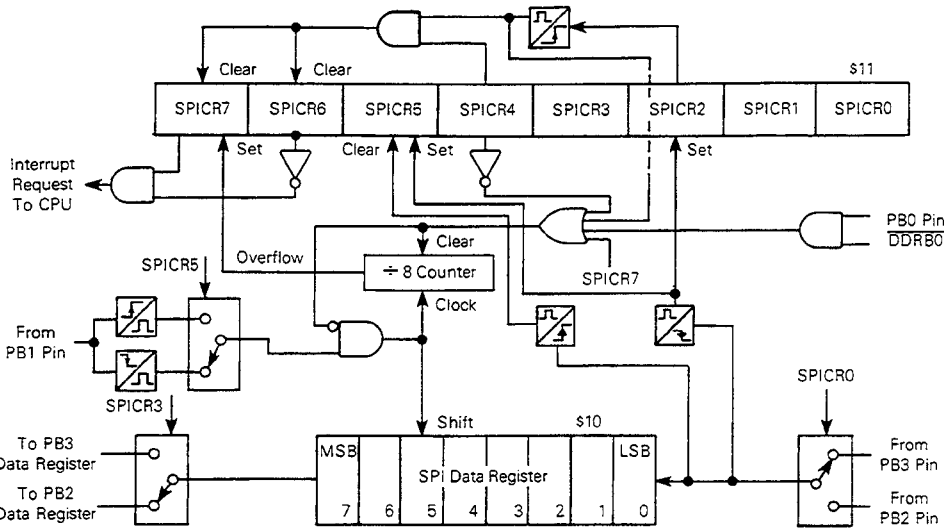 $11
Clear
Clear
SPICR7
SPICR6
SPICR5
SPICR4
SPICR3
SPICR2
SPICR1
SPICR0
Set
Clear
Set
Set
Interrupt
Request
To CPU
PB0 Pin
DDRB0
SPICR7
Clear
Overflow
÷ 8 Counter
Clock
SPICR5
From
PB1 Pin
SPICR3
SPICR0
Shift
$10
To PB3
Data Register
To PB2
Data Register
MSB
LSB
SPI Data Register
7
6
5
4
3
2
1
0
From
PB3 Pin
From
PB2 Pin